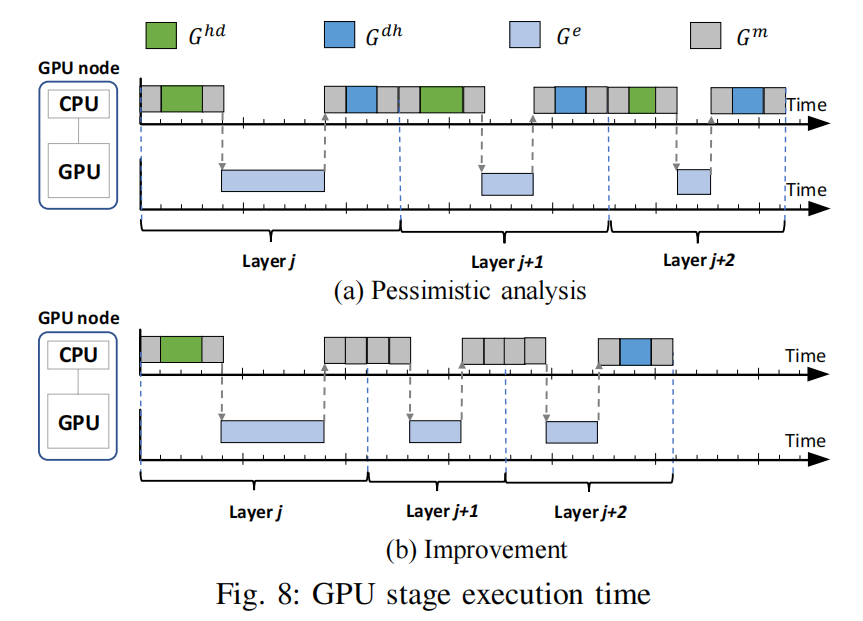 G^{hd} G^{dh} G^{e} G^{m}
GPU node
CPU
GPU
Time
Time
Layer j
Layer j+1
Layer j+2
(a) Pessimistic analysis
GPU node
CPU
GPU
Time
Time
Layer j
Layer j+1
Layer j+2
(b) Improvement
Fig. 8: GPU stage execution time